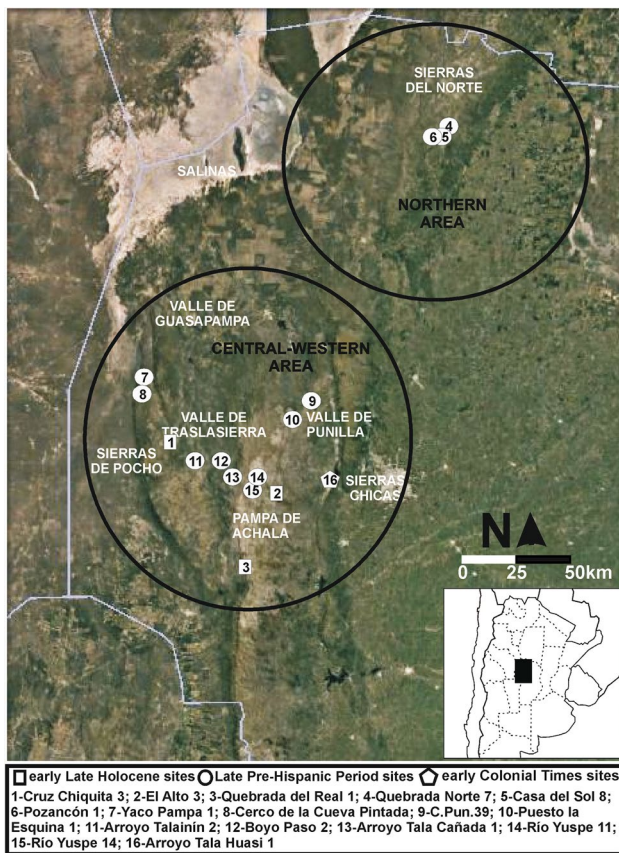 SIERRAS
DEL NORTE
4
6 5
SALINAS
NORTHERN
AREA
VALLE DE
GUASAPAMPA
CENTRAL-WESTERN
AREA
7
8
9
VALLE DE
TRASLASIERRA
10
VALLE DE
PUNILLA
1
SIERRAS
DE POCHO
11
12
13
14
15
2
16
SIERRAS
CHICAS
PAMPA DE
ACHALA
3
N
0 25 50km
early Late Holocene sites Late Pre-Hispanic Period sites early Colonial Times sites
1-Cruz Chiquita 3; 2-El Alto 3; 3-Quebrada del Real 1; 4-Quebrada Norte 7; 5-Casa del Sol 8;
6-Pozancón 1; 7-Yaco Pampa 1; 8-Cerco de la Cueva Pintada; 9-C.Pun.39; 10-Puesto la
Esquina 1; 11-Arroyo Talainín 2; 12-Boyo Paso 2; 13-Arroyo Tala Cañada 1; 14-Río Yuspe 11;
15-Río Yuspe 14; 16-Arroyo Tala Huasi 1